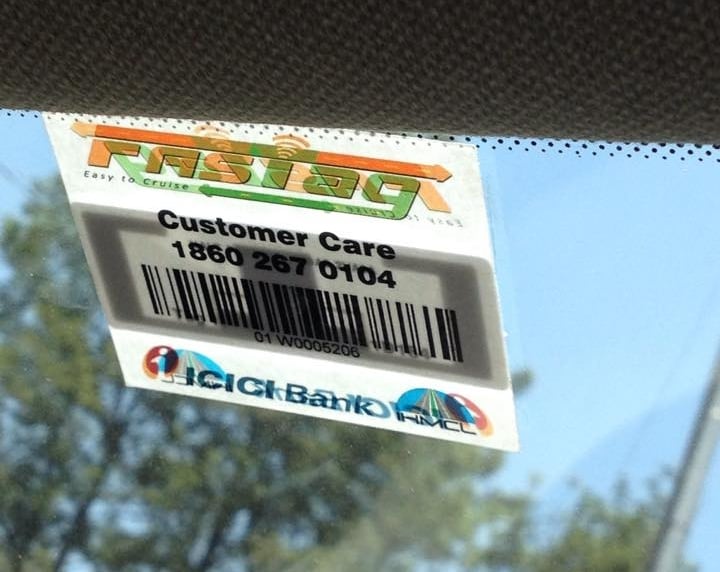 FASTag
Easy to Cruise
Customer Care
1860 267 0104
01 W0005206
ICICI Bank
IHMCL